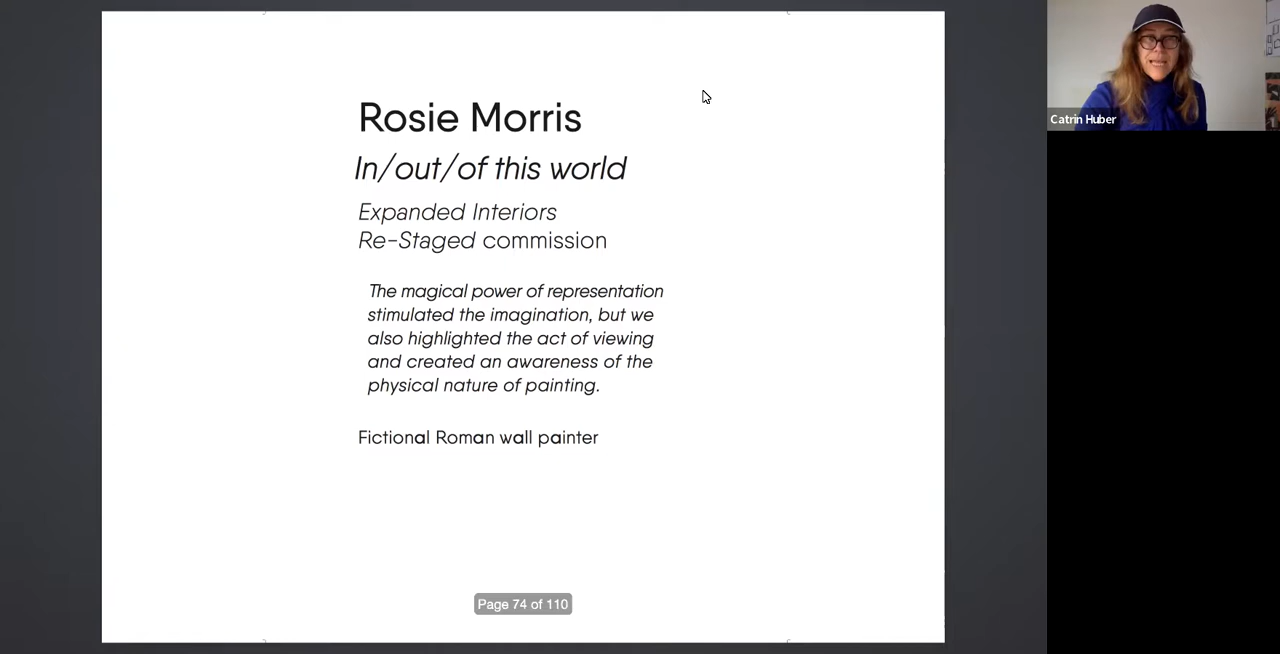 Rosie Morris
In/out/of this world
Expanded Interiors
Re-Staged commission
The magical power of representation
stimulated the imagination, but we
also highlighted the act of viewing
and created an awareness of the
physical nature of painting.
Fictional Roman wall painter
Page 74 of 110
Catrin Huber